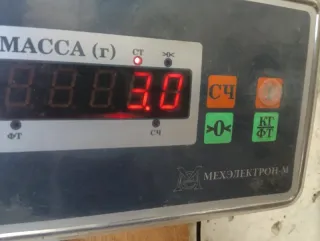 МАССА (г)
СТ >0<
3.0
ФТ СЧ
СЧ
>0< КГ ФТ
МЕХЭЛЕКТРОН-М